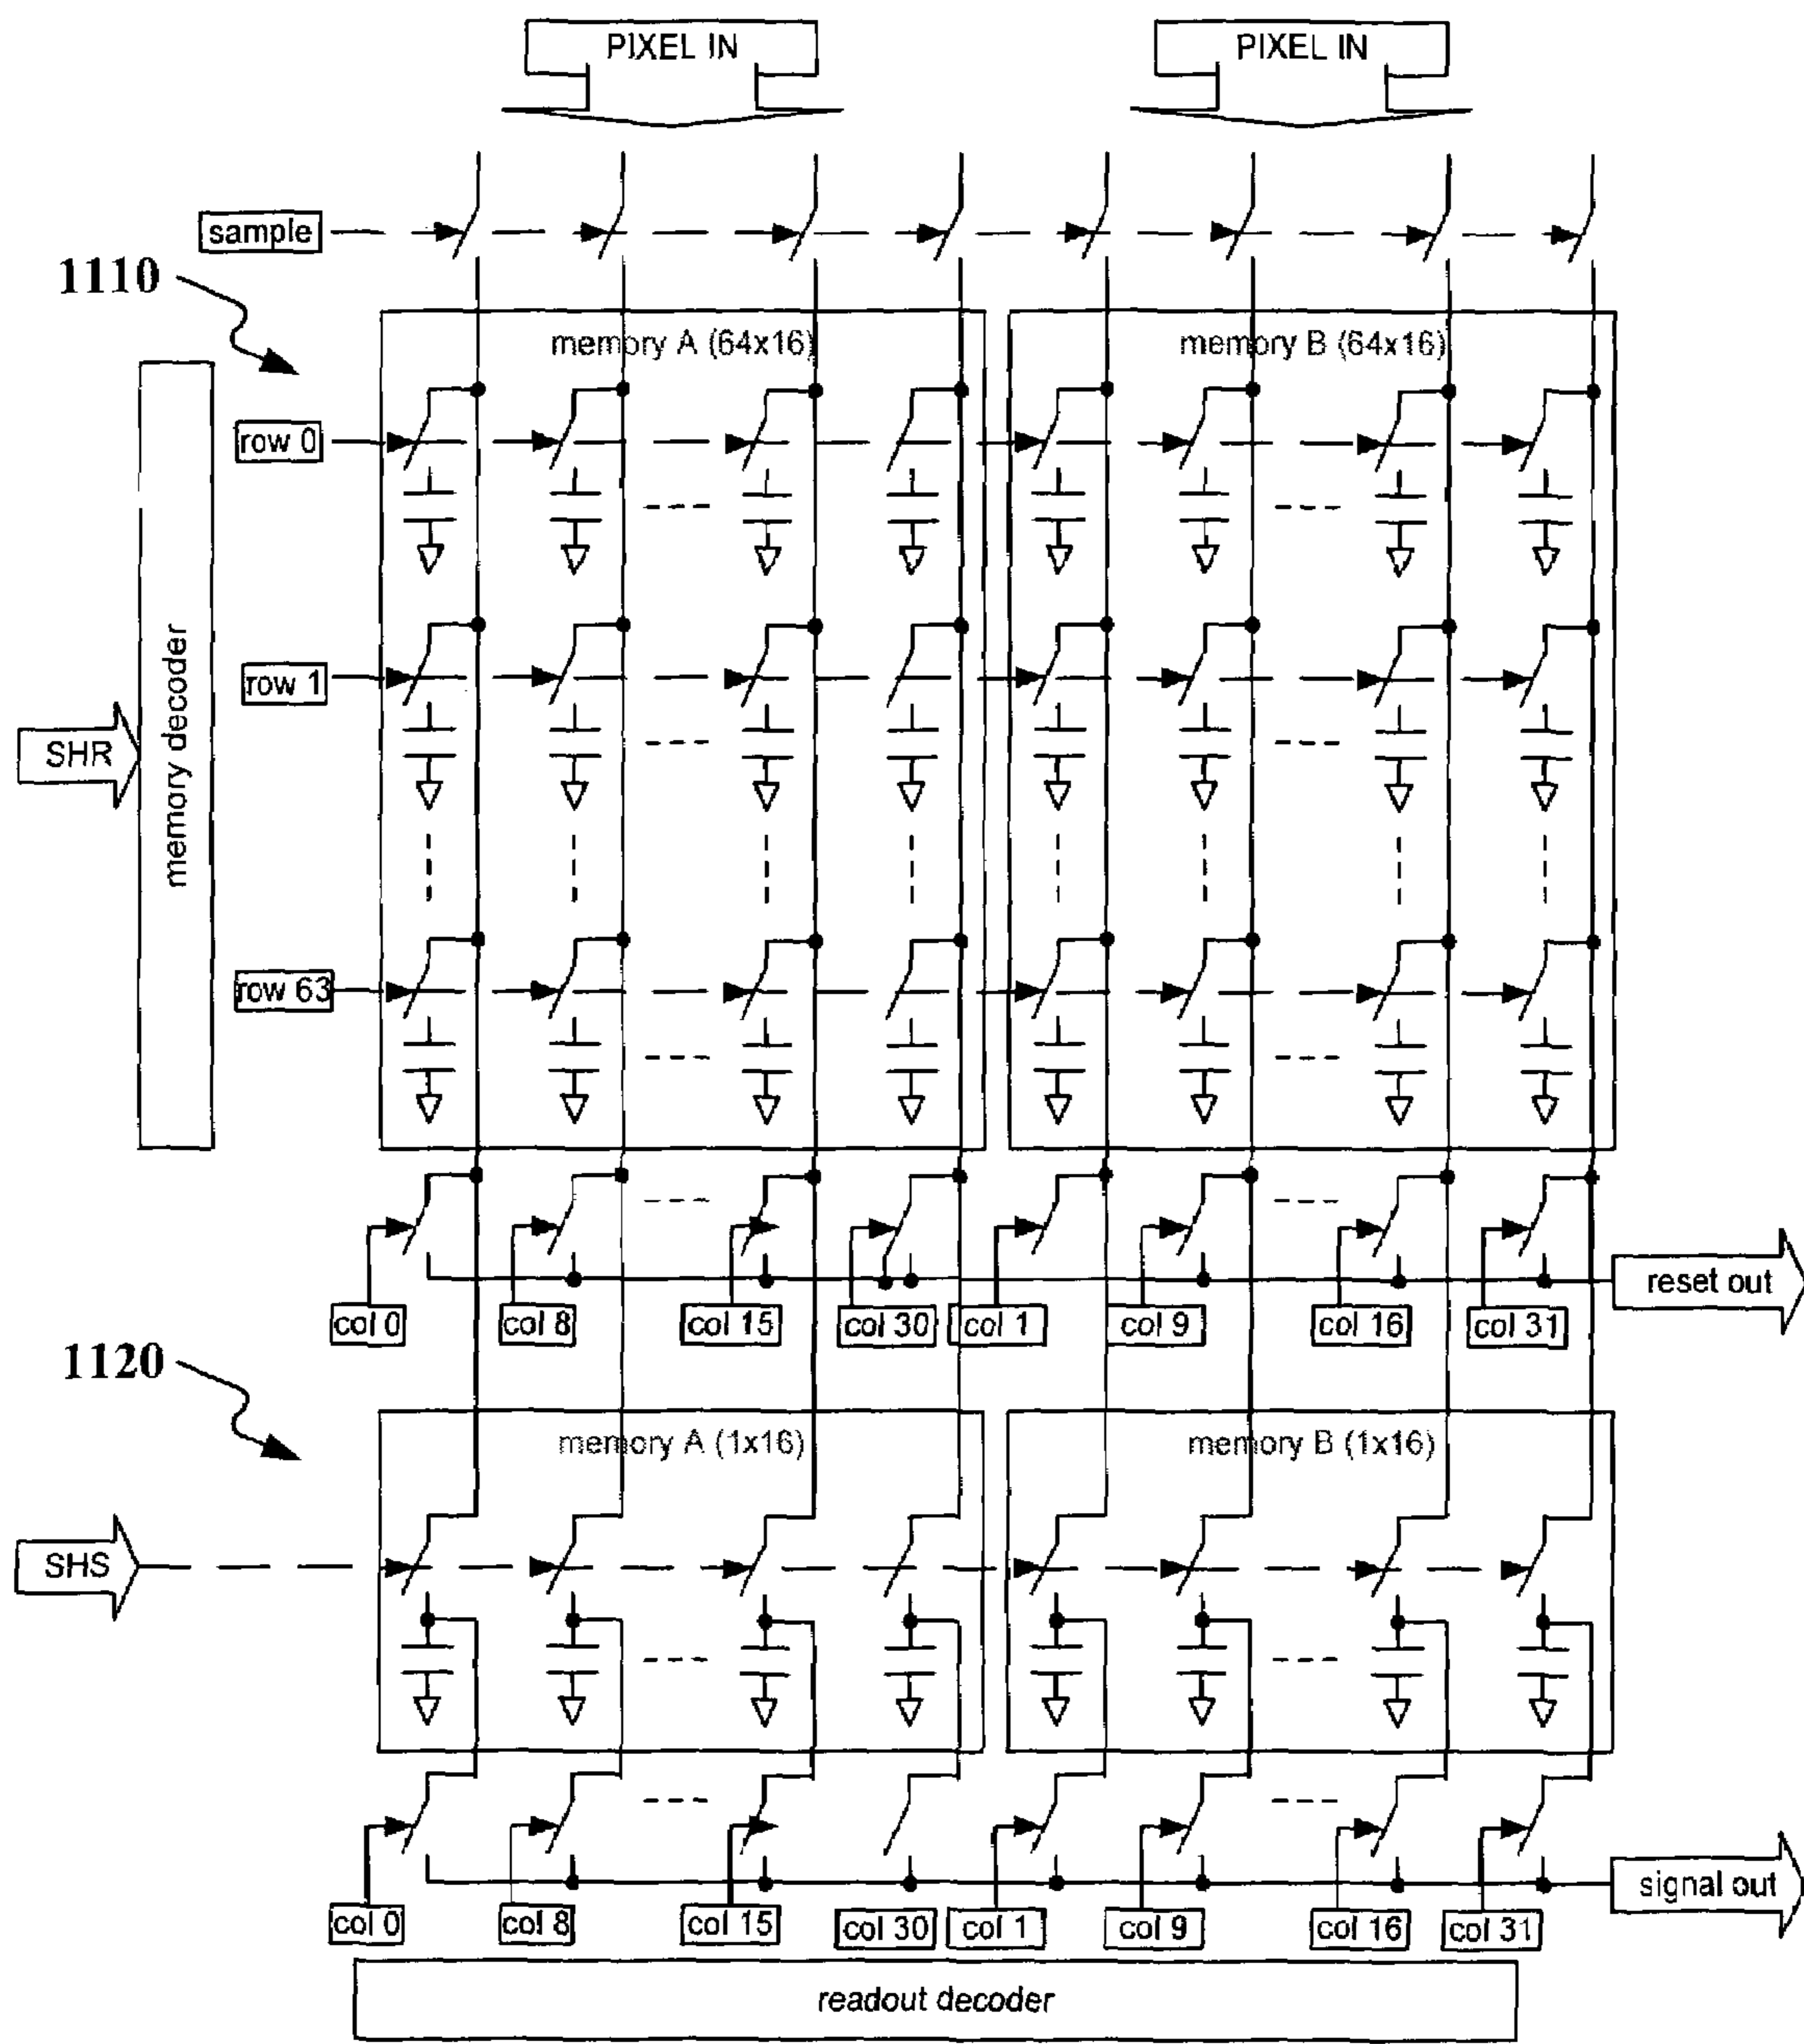 PIXEL IN PIXEL IN
sample
1110
memory A (64x16) memory B (64x16)
row 0
row 1
SHR
memory decoder
row 63
col 0 col 8 col 15 col 30 col 1 col 9 col 16 col 31
reset out
1120
memory A (1x16) memory B (1x16)
SHS
signal out
col 0 col 8 col 15 col 30 col 1 col 9 col 16 col 31
readout decoder